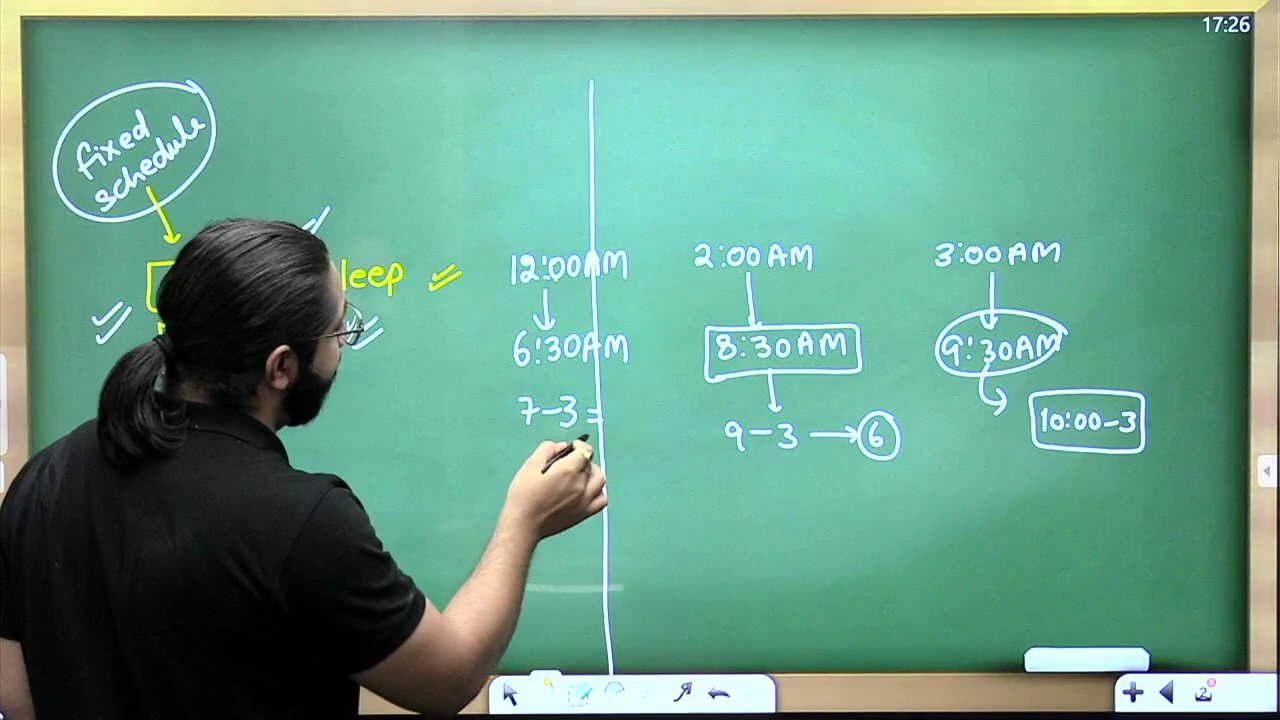 17:26
fixed
schedule
leep
12:00AM
6:30AM
7-3=
2:00AM
8:30AM
9-3 → 6
3:00AM
9:30AM
10:00-3
2